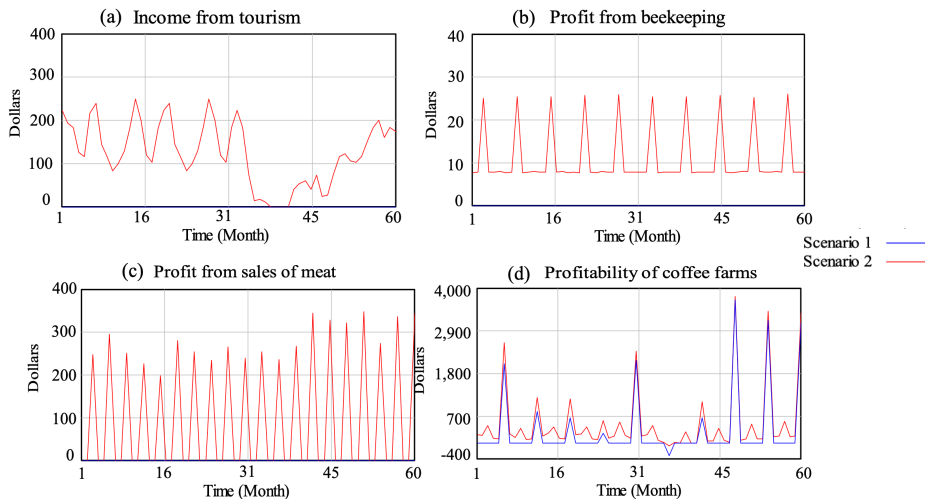 (a) Income from tourism
400
300
200
100
0
Dollars
1 16 31 45 60
Time (Month)
(b) Profit from beekeeping
40
30
20
10
0
Dollars
1 16 31 45 60
Time (Month)
Scenario 1
Scenario 2
(c) Profit from sales of meat
400
300
200
100
0
Dollars
1 16 31 45 60
Time (Month)
(d) Profitability of coffee farms
4,000
2,900
1,800
700
-400
Dollars
1 16 31 45 60
Time (Month)